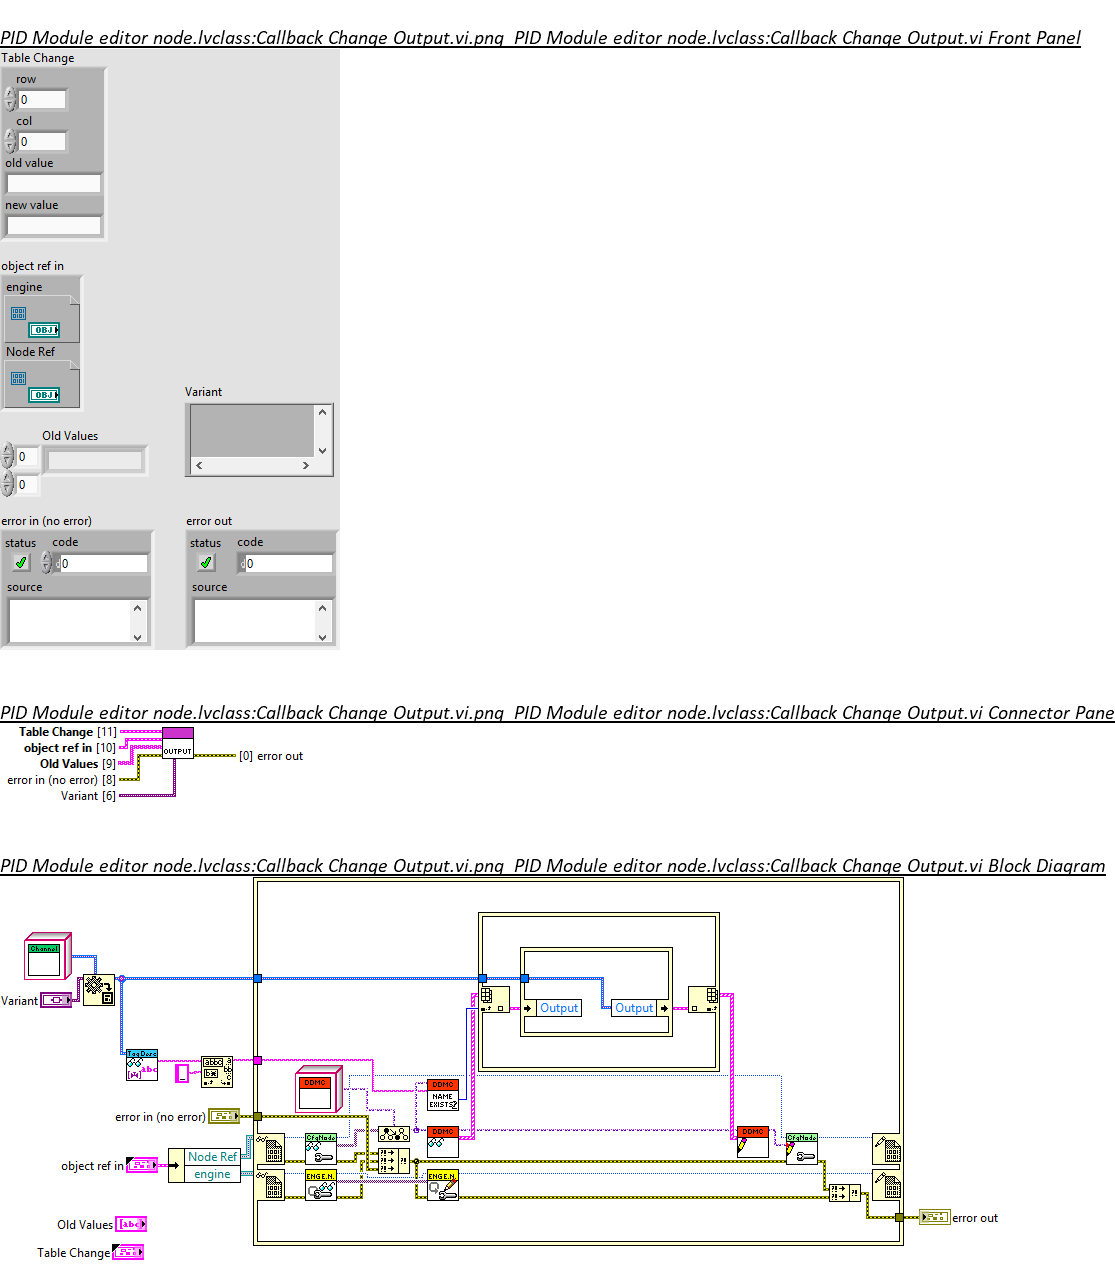 PID Module editor node.lvclass:Callback Change Output.vi.png PID Module editor node.lvclass:Callback Change Output.vi Front Panel
Table Change
row
0
col
0
old value
new value
object ref in
engine
OBJ
Node Ref
OBJ
Variant
Old Values
0
0
error in (no error)
error out
status code
0
status code
0
source
source
PID Module editor node.lvclass:Callback Change Output.vi.png PID Module editor node.lvclass:Callback Change Output.vi Connector Pane
Table Change [11]
object ref in [10]
OUTPUT
Old Values [9]
[0] error out
error in (no error) [8]
Variant [6]
PID Module editor node.lvclass:Callback Change Output.vi.png PID Module editor node.lvclass:Callback Change Output.vi Block Diagram
Channel
Variant
Output
Output
Tag Desc
abc
DDMC
DDMC
NAME
EXISTS?
error in (no error)
DDMC
DDMC
CfgNode
CfgNode
Node Ref
object ref in
engine
ENGE.N
ENGE.N
Old Values
abc
error out
Table Change